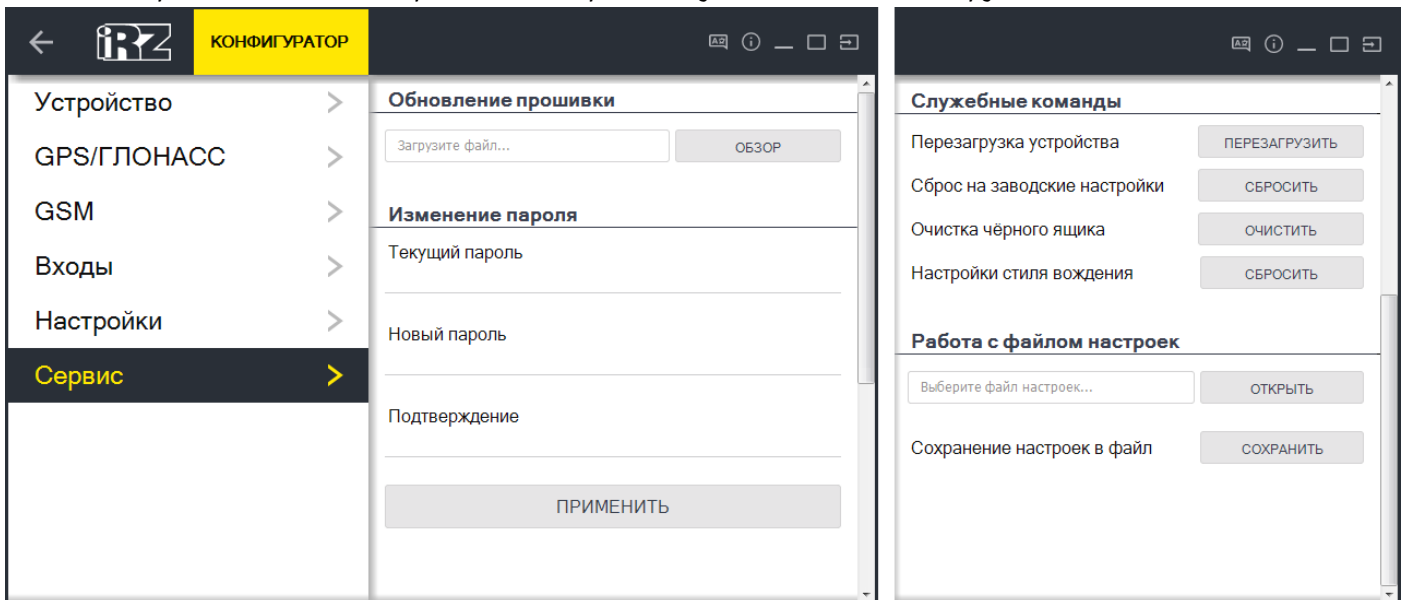 iRZ
КОНФИГУРАТОР
Устройство
GPS/ГЛОНАСС
GSM
Входы
Настройки
Сервис
Обновление прошивки
Загрузите файл...
ОБЗОР
Изменение пароля
Текущий пароль
Новый пароль
Подтверждение
ПРИМЕНИТЬ
Служебные команды
Перезагрузка устройства
ПЕРЕЗАГРУЗИТЬ
Сброс на заводские настройки
СБРОСИТЬ
Очистка чёрного ящика
ОЧИСТИТЬ
Настройки стиля вождения
СБРОСИТЬ
Работа с файлом настроек
Выберите файл настроек...
ОТКРЫТЬ
Сохранение настроек в файл
СОХРАНИТЬ